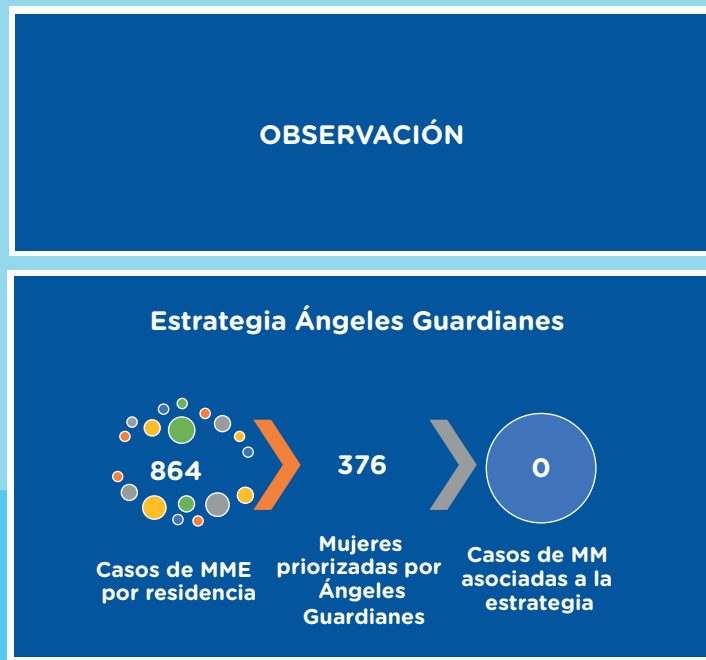 OBSERVACIÓN
Estrategia Ángeles Guardianes
864
376
0
Casos de MME
por residencia
Mujeres
priorizadas por
Ángeles
Guardianes
Casos de MM
asociadas a la
estrategia